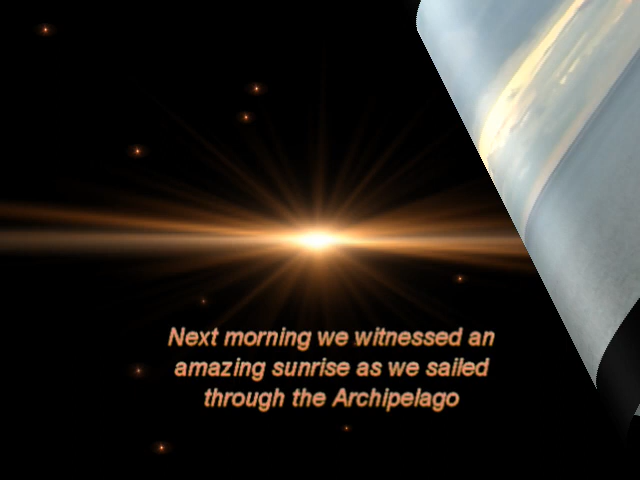 Next morning we witnessed an
amazing sunrise as we sailed
through the Archipelago